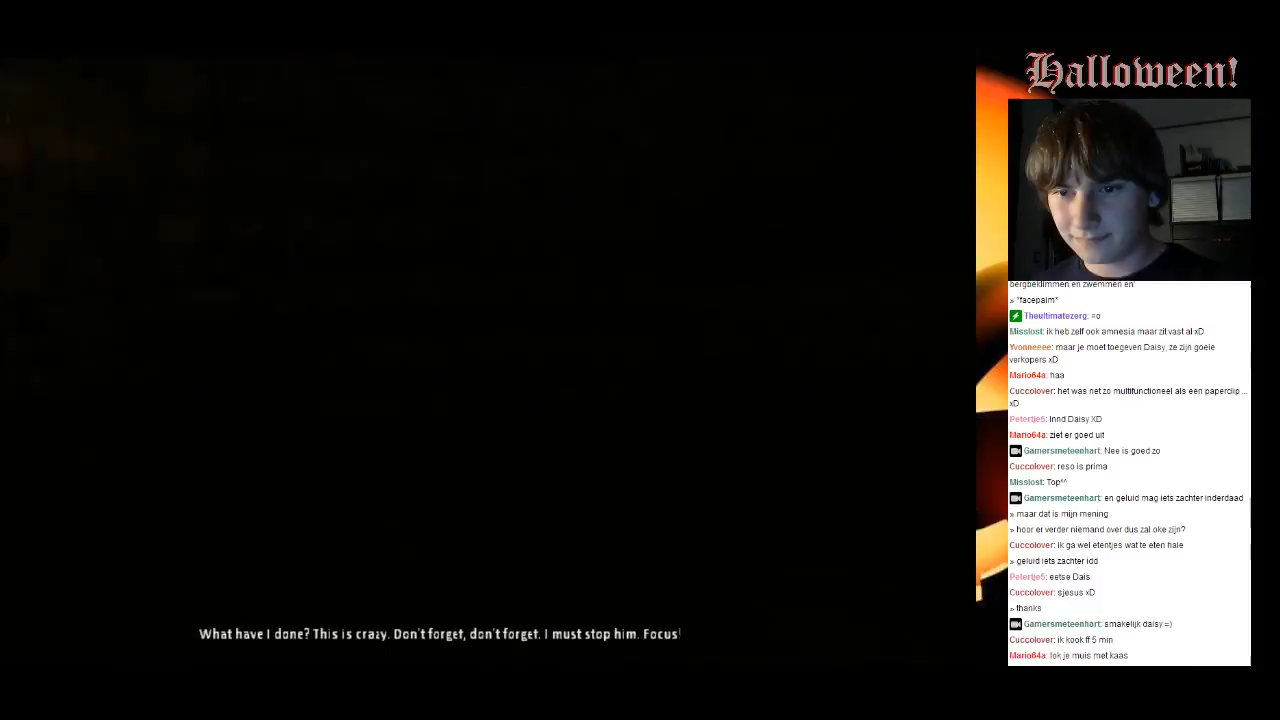 Halloween!
bergbeklimmen en zwemmen en'
» *facepalm*
Theultimatezerg: =o
Misslost: ik heb zelf ook amnesia maar zit vast al xD
Yvonneeee: maar je moet toegeven Daisy, ze zijn goeie
verkopers xD
Mario64a: haa
Cuccolover: het was net zo multifunctioneel als een paperclip ...
xD
Petertje5: lnnd Daisy XD
Mario64a: ziet er goed uit
Gamersmeteenhart: Nee is goed zo
Cuccolover: reso is prima
Misslost: Top^^
Gamersmeteenhart: en geluid mag iets zachter inderdaad
» maar dat is mijn mening
» hoor er verder niemand over dus zal oke zijn?
Cuccolover: ik ga wel etentjes wat te eten hale
» geluid iets zachter idd
Petertje5: eetse Dais
Cuccolover: sjesus xD
» thanks
Gamersmeteenhart: smakelijk daisy =)
Cuccolover: ik kook ff 5 min
Mario64a: lok je muis met kaas
What have I done? This is crazy. Don't forget, don't forget. I must stop him. Focus!